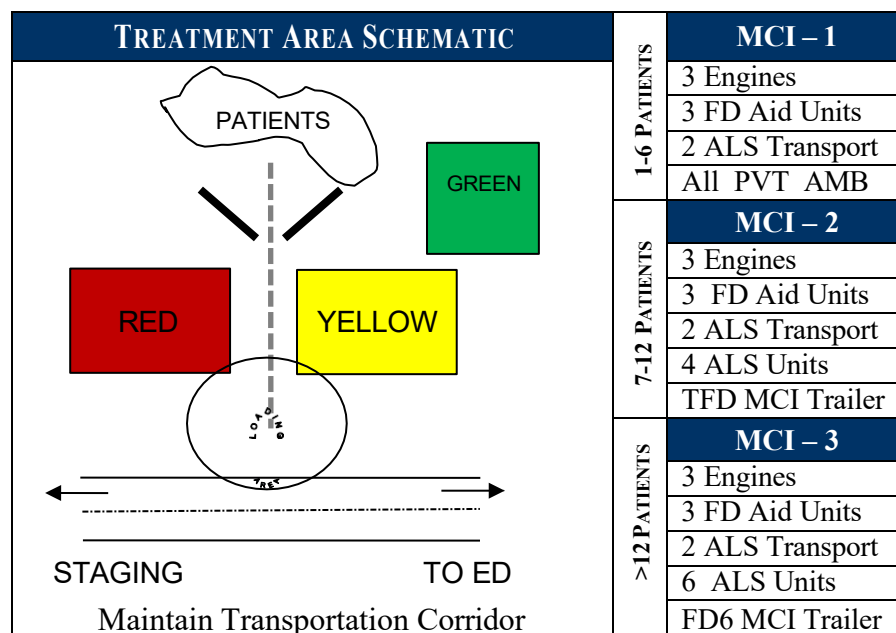 TREATMENT AREA SCHEMATIC
PATIENTS
GREEN
RED
YELLOW
LOADING
AREA
STAGING
TO ED
Maintain Transportation Corridor
1-6 PATIENTS
MCI – 1
3 Engines
3 FD Aid Units
2 ALS Transport
All PVT AMB
7-12 PATIENTS
MCI – 2
3 Engines
3 FD Aid Units
2 ALS Transport
4 ALS Units
TFD MCI Trailer
>12 PATIENTS
MCI – 3
3 Engines
3 FD Aid Units
2 ALS Transport
6 ALS Units
FD6 MCI Trailer